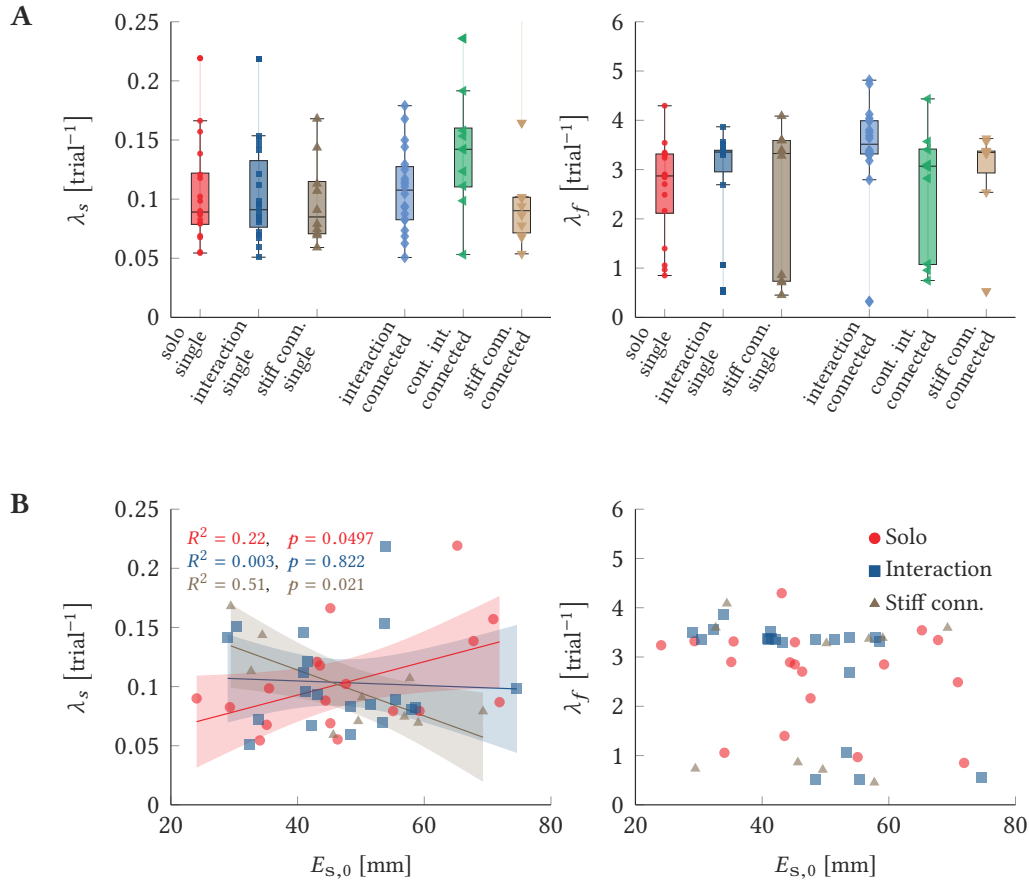 A
0.25
0.2
0.15
0.1
0.05
0
λs [trial−1]
solo
single
interaction
single
stiff conn.
single
interaction
connected
cont. int.
connected
stiff conn.
connected
6
5
4
3
2
1
0
λf [trial−1]
solo
single
interaction
single
stiff conn.
single
interaction
connected
cont. int.
connected
stiff conn.
connected
B
0.25
0.2
0.15
0.1
0.05
0
λs [trial−1]
R2 = 0.22, p = 0.0497
R2 = 0.003, p = 0.822
R2 = 0.51, p = 0.021
20 40 60 80
Es,0 [mm]
6
5
4
3
2
1
0
λf [trial−1]
Solo
Interaction
Stiff conn.
20 40 60 80
Es,0 [mm]